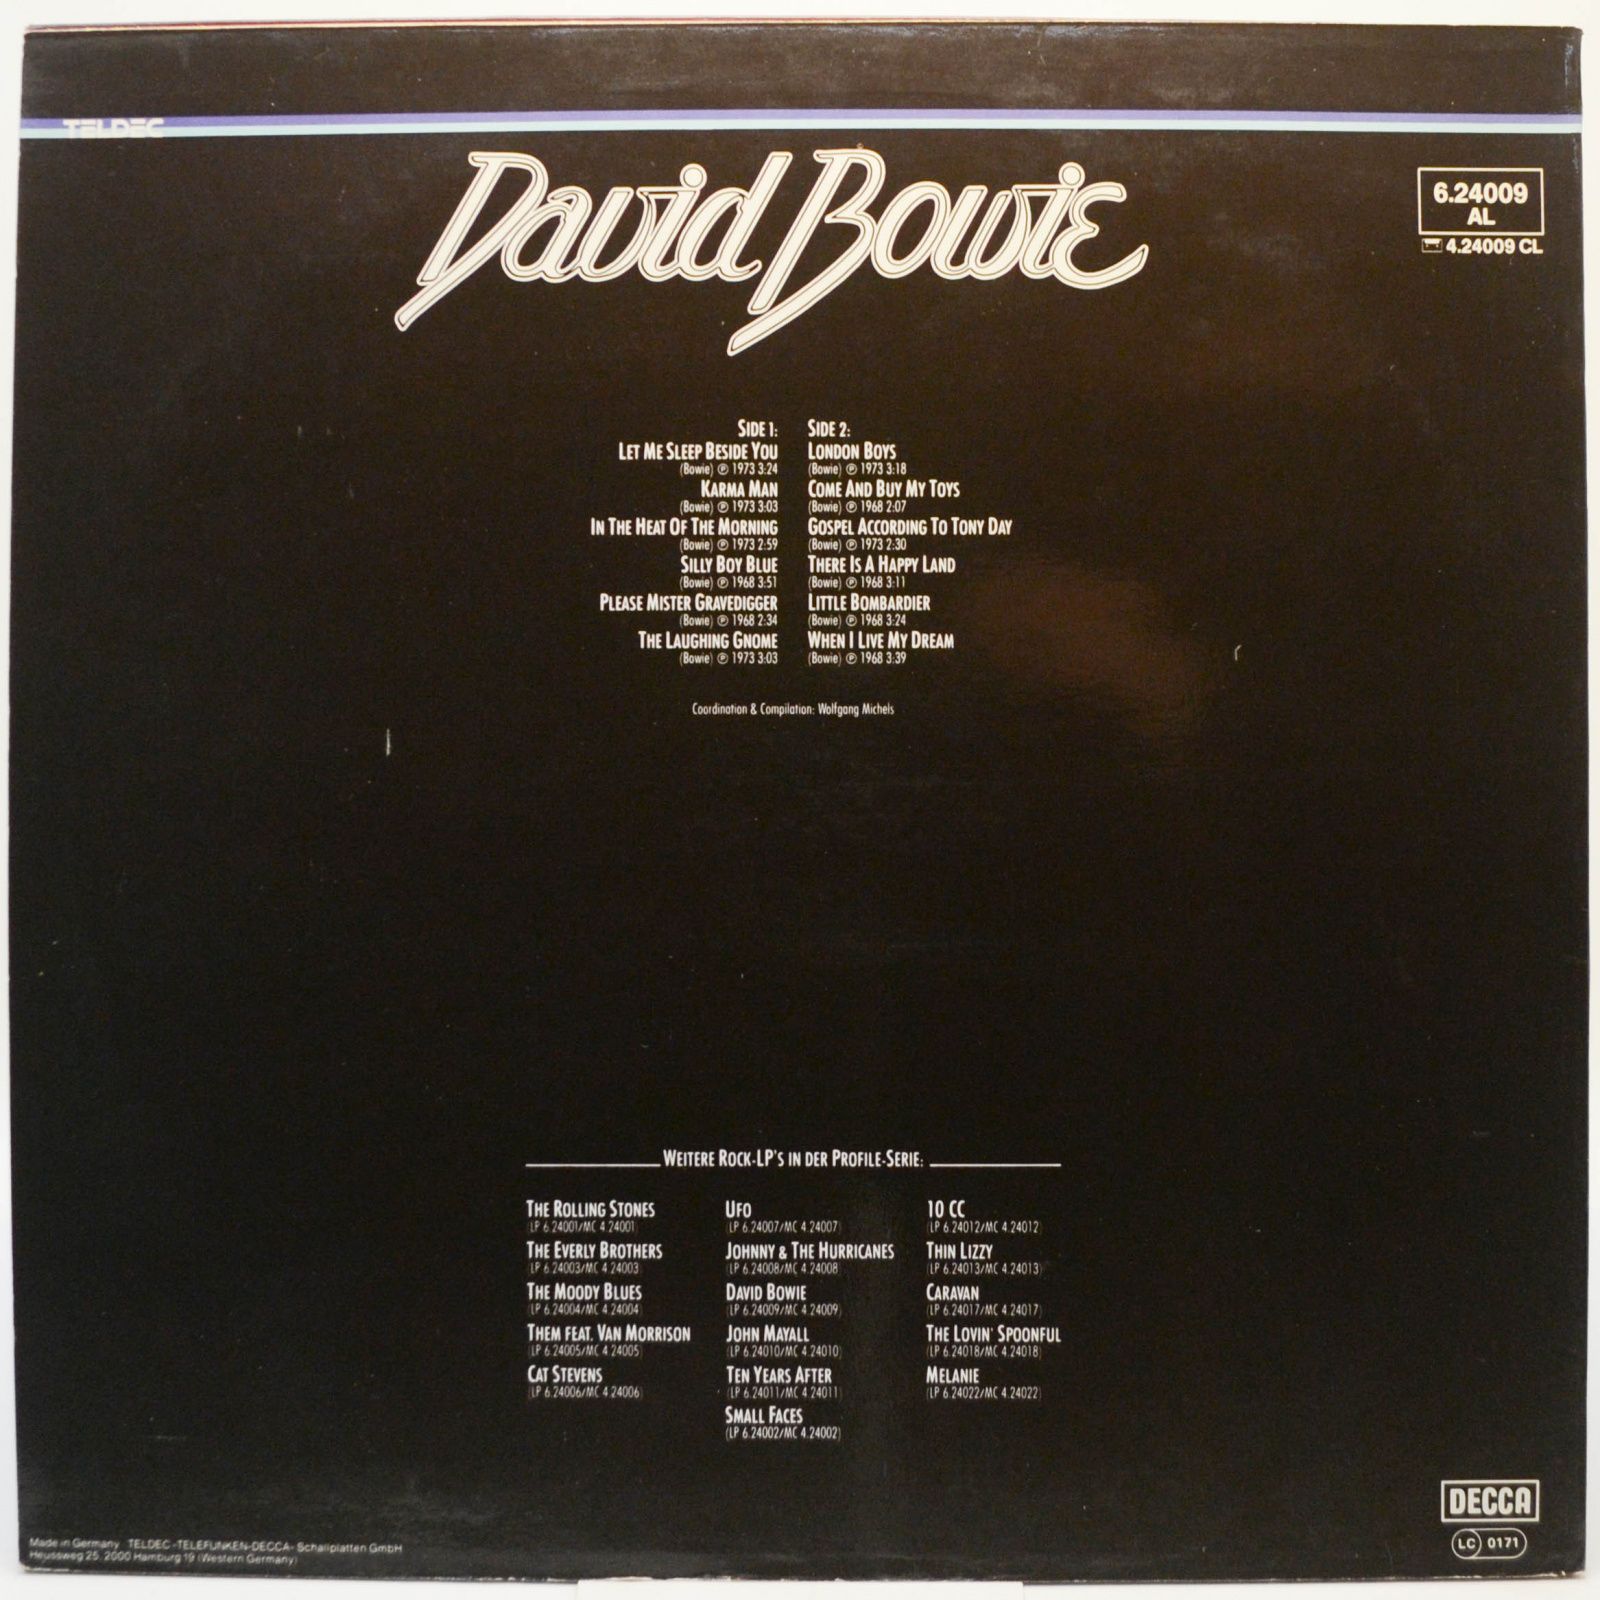 TELDEC
David Bowie
6.24009
AL
4.24009 CL
SIDE 1:
LET ME SLEEP BESIDE YOU
(Bowie) ℗ 1973 3:24
KARMA MAN
(Bowie) ℗ 1973 3:03
IN THE HEAT OF THE MORNING
(Bowie) ℗ 1973 2:59
SILLY BOY BLUE
(Bowie) ℗ 1968 3:51
PLEASE MISTER GRAVEDIGGER
(Bowie) ℗ 1968 2:34
THE LAUGHING GNOME
(Bowie) ℗ 1973 3:03
SIDE 2:
LONDON BOYS
(Bowie) ℗ 1973 3:18
COME AND BUY MY TOYS
(Bowie) ℗ 1968 2:07
GOSPEL ACCORDING TO TONY DAY
(Bowie) ℗ 1973 2:30
THERE IS A HAPPY LAND
(Bowie) ℗ 1968 3:11
LITTLE BOMBARDIER
(Bowie) ℗ 1968 3:24
WHEN I LIVE MY DREAM
(Bowie) ℗ 1968 3:39
Coordination & Compilation: Wolfgang Michels
WEITERE ROCK-LP'S IN DER PROFILE-SERIE:
THE ROLLING STONES
(LP 6.24001/MC 4.24001)
THE EVERLY BROTHERS
(LP 6.24003/MC 4.24003)
THE MOODY BLUES
(LP 6.24004/MC 4.24004)
THEM FEAT. VAN MORRISON
(LP 6.24005/MC 4.24005)
CAT STEVENS
(LP 6.24006/MC 4.24006)
UFO
(LP 6.24007/MC 4.24007)
JOHNNY & THE HURRICANES
(LP 6.24008/MC 4.24008)
DAVID BOWIE
(LP 6.24009/MC 4.24009)
JOHN MAYALL
(LP 6.24010/MC 4.24010)
TEN YEARS AFTER
(LP 6.24011/MC 4.24011)
SMALL FACES
(LP 6.24002/MC 4.24002)
10 CC
(LP 6.24012/MC 4.24012)
THIN LIZZY
(LP 6.24013/MC 4.24013)
CARAVAN
(LP 6.24017/MC 4.24017)
THE LOVIN' SPOONFUL
(LP 6.24018/MC 4.24018)
MELANIE
(LP 6.24022/MC 4.24022)
DECCA
LC 0171
Made in Germany TELDEC-TELEFUNKEN-DECCA-Schallplatten GmbH
Heussweg 25, 2000 Hamburg 19 (Western Germany)